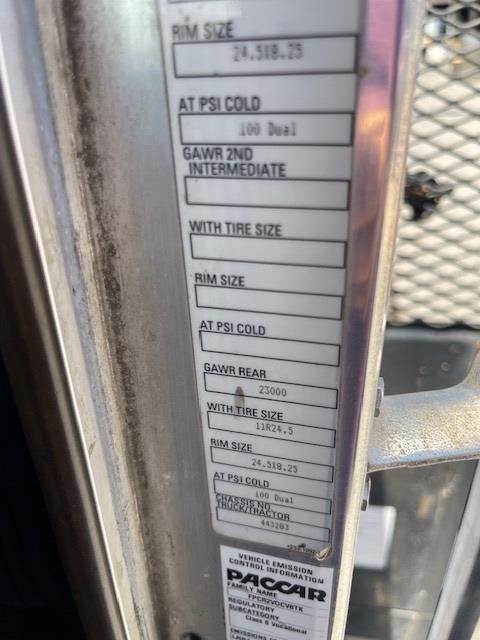 RIM SIZE
24.5X8.25
AT PSI COLD
100 Dual
GAWR 2ND
INTERMEDIATE
WITH TIRE SIZE
RIM SIZE
AT PSI COLD
GAWR REAR
23000
WITH TIRE SIZE
11R24.5
RIM SIZE
24.5X8.25
AT PSI COLD
100 Dual
CHASSIS NO.
TRUCK/TRACTOR
443283
VEHICLE EMISSION
CONTROL INFORMATION
PACCAR
FAMILY NAME
REGULATORY
SUBCATEGORY
Class 8 Vocational